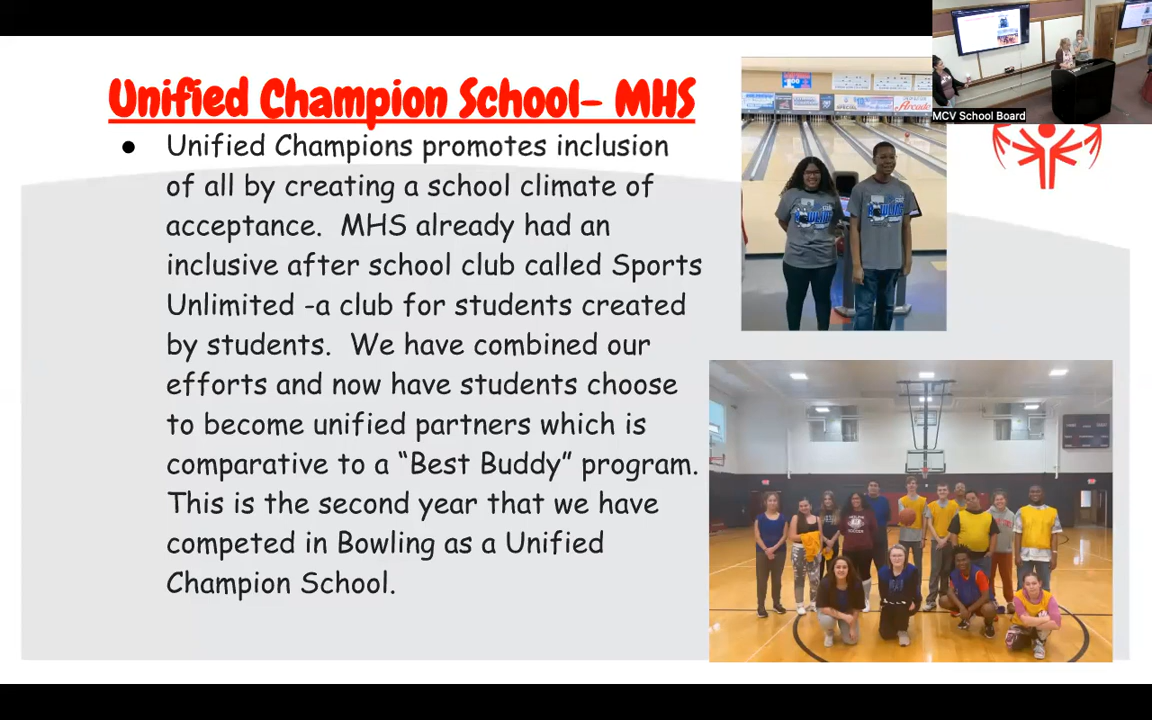 Unified Champion School- MHS
● Unified Champions promotes inclusion
of all by creating a school climate of
acceptance.  MHS already had an
inclusive after school club called Sports
Unlimited -a club for students created
by students.  We have combined our
efforts and now have students choose
to become unified partners which is
comparative to a “Best Buddy” program.
This is the second year that we have
competed in Bowling as a Unified
Champion School.
MCV School Board
Arcade
SOCCER